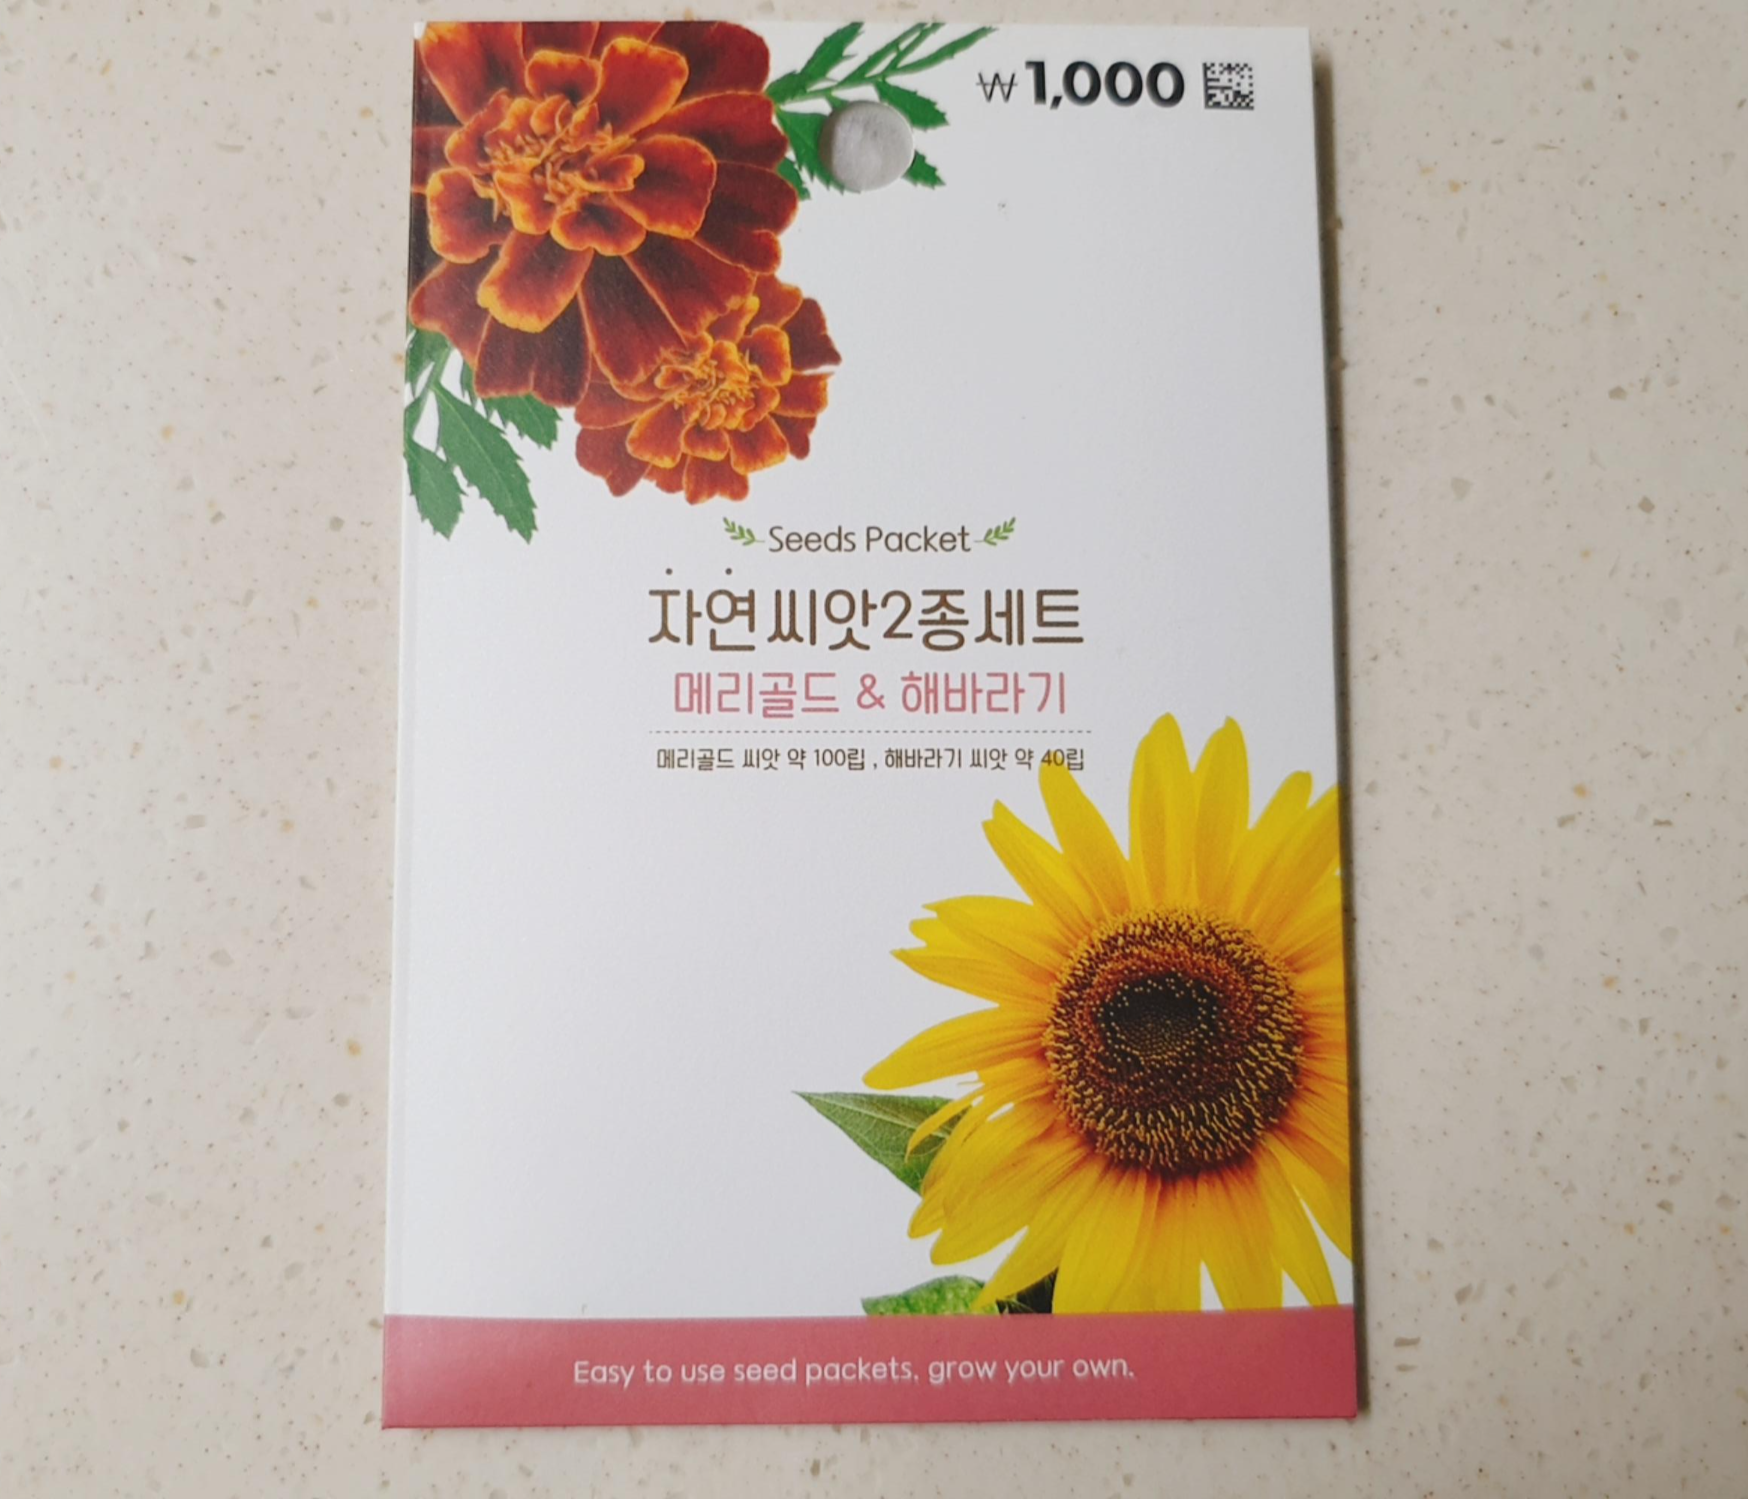 ₩1,000
Seeds Packet
자연씨앗2종세트
메리골드 & 해바라기
메리골드 씨앗 약 100립 , 해바라기 씨앗 약 40립
Easy to use seed packets, grow your own.